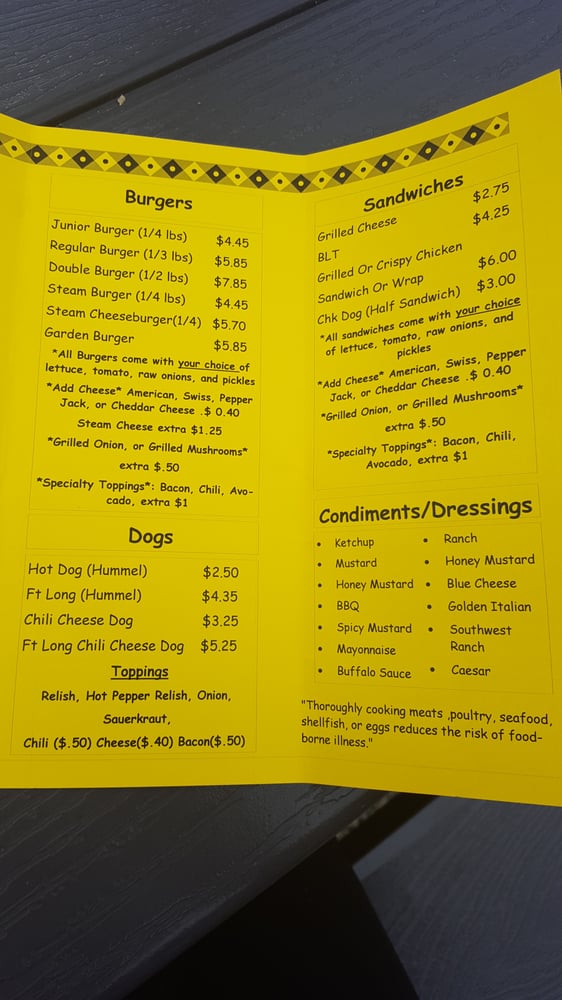 Burgers
Junior Burger (1/4 lbs) $4.45
Regular Burger (1/3 lbs) $5.85
Double Burger (1/2 lbs) $7.85
Steam Burger (1/4 lbs) $4.45
Steam Cheeseburger(1/4) $5.70
Garden Burger $5.85
*All Burgers come with your choice of
lettuce, tomato, raw onions, and pickles
*Add Cheese* American, Swiss, Pepper
Jack, or Cheddar Cheese .$ 0.40
Steam Cheese extra $1.25
*Grilled Onion, or Grilled Mushrooms*
extra $.50
*Specialty Toppings*: Bacon, Chili, Avo-
cado, extra $1
Dogs
Hot Dog (Hummel) $2.50
Ft Long (Hummel) $4.35
Chili Cheese Dog $3.25
Ft Long Chili Cheese Dog $5.25
Toppings
Relish, Hot Pepper Relish, Onion,
Sauerkraut,
Chili ($.50) Cheese($.40) Bacon($.50)
Sandwiches
Grilled Cheese $2.75
BLT $4.25
Grilled Or Crispy Chicken
Sandwich Or Wrap $6.00
Chk Dog (Half Sandwich) $3.00
*All sandwiches come with your choice
of lettuce, tomato, raw onions, and
pickles
*Add Cheese* American, Swiss, Pepper
Jack, or Cheddar Cheese .$ 0.40
*Grilled Onion, or Grilled Mushrooms*
extra $.50
*Specialty Toppings*: Bacon, Chili,
Avocado, extra $1
Condiments/Dressings
• Ketchup
• Mustard
• Honey Mustard
• BBQ
• Spicy Mustard
• Mayonnaise
• Buffalo Sauce
• Ranch
• Honey Mustard
• Blue Cheese
• Golden Italian
• Southwest
Ranch
• Caesar
"Thoroughly cooking meats ,poultry, seafood,
shellfish, or eggs reduces the risk of food-
borne illness."